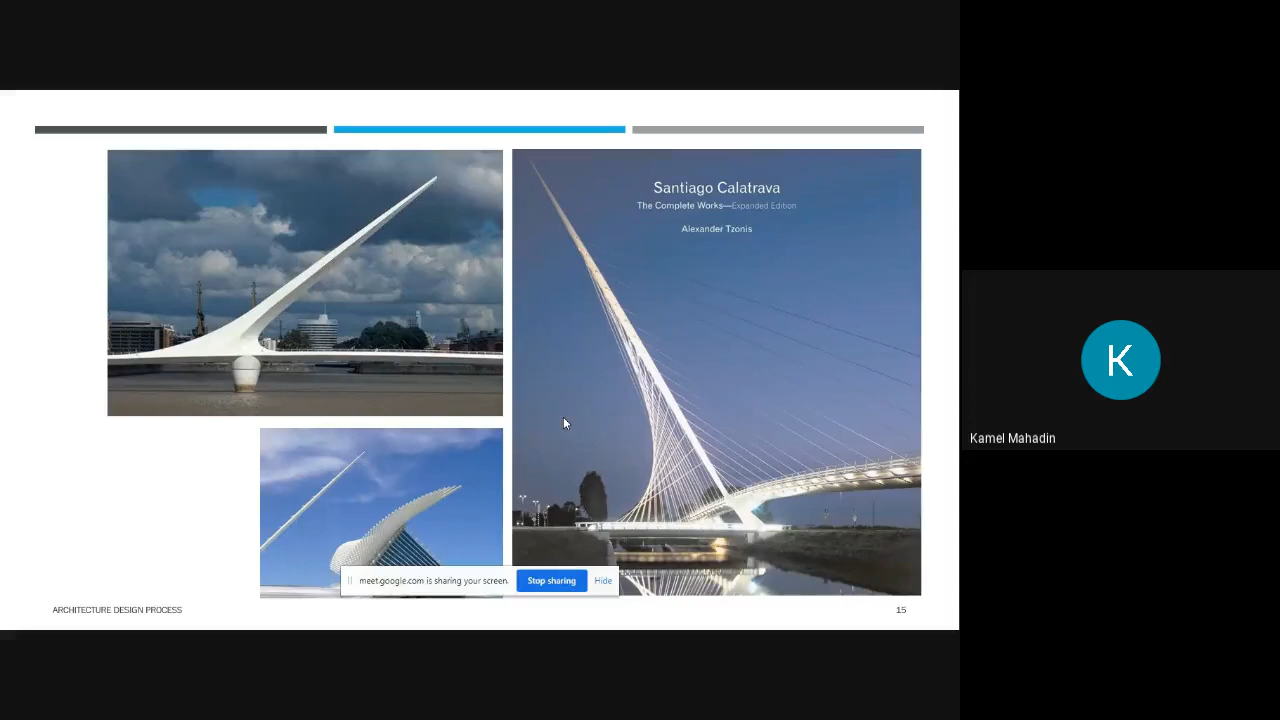 Santiago Calatrava
The Complete Works—Expanded Edition
Alexander Tzonis
meet.google.com is sharing your screen.
Stop sharing
Hide
ARCHITECTURE DESIGN PROCESS
15
K
Kamel Mahadin